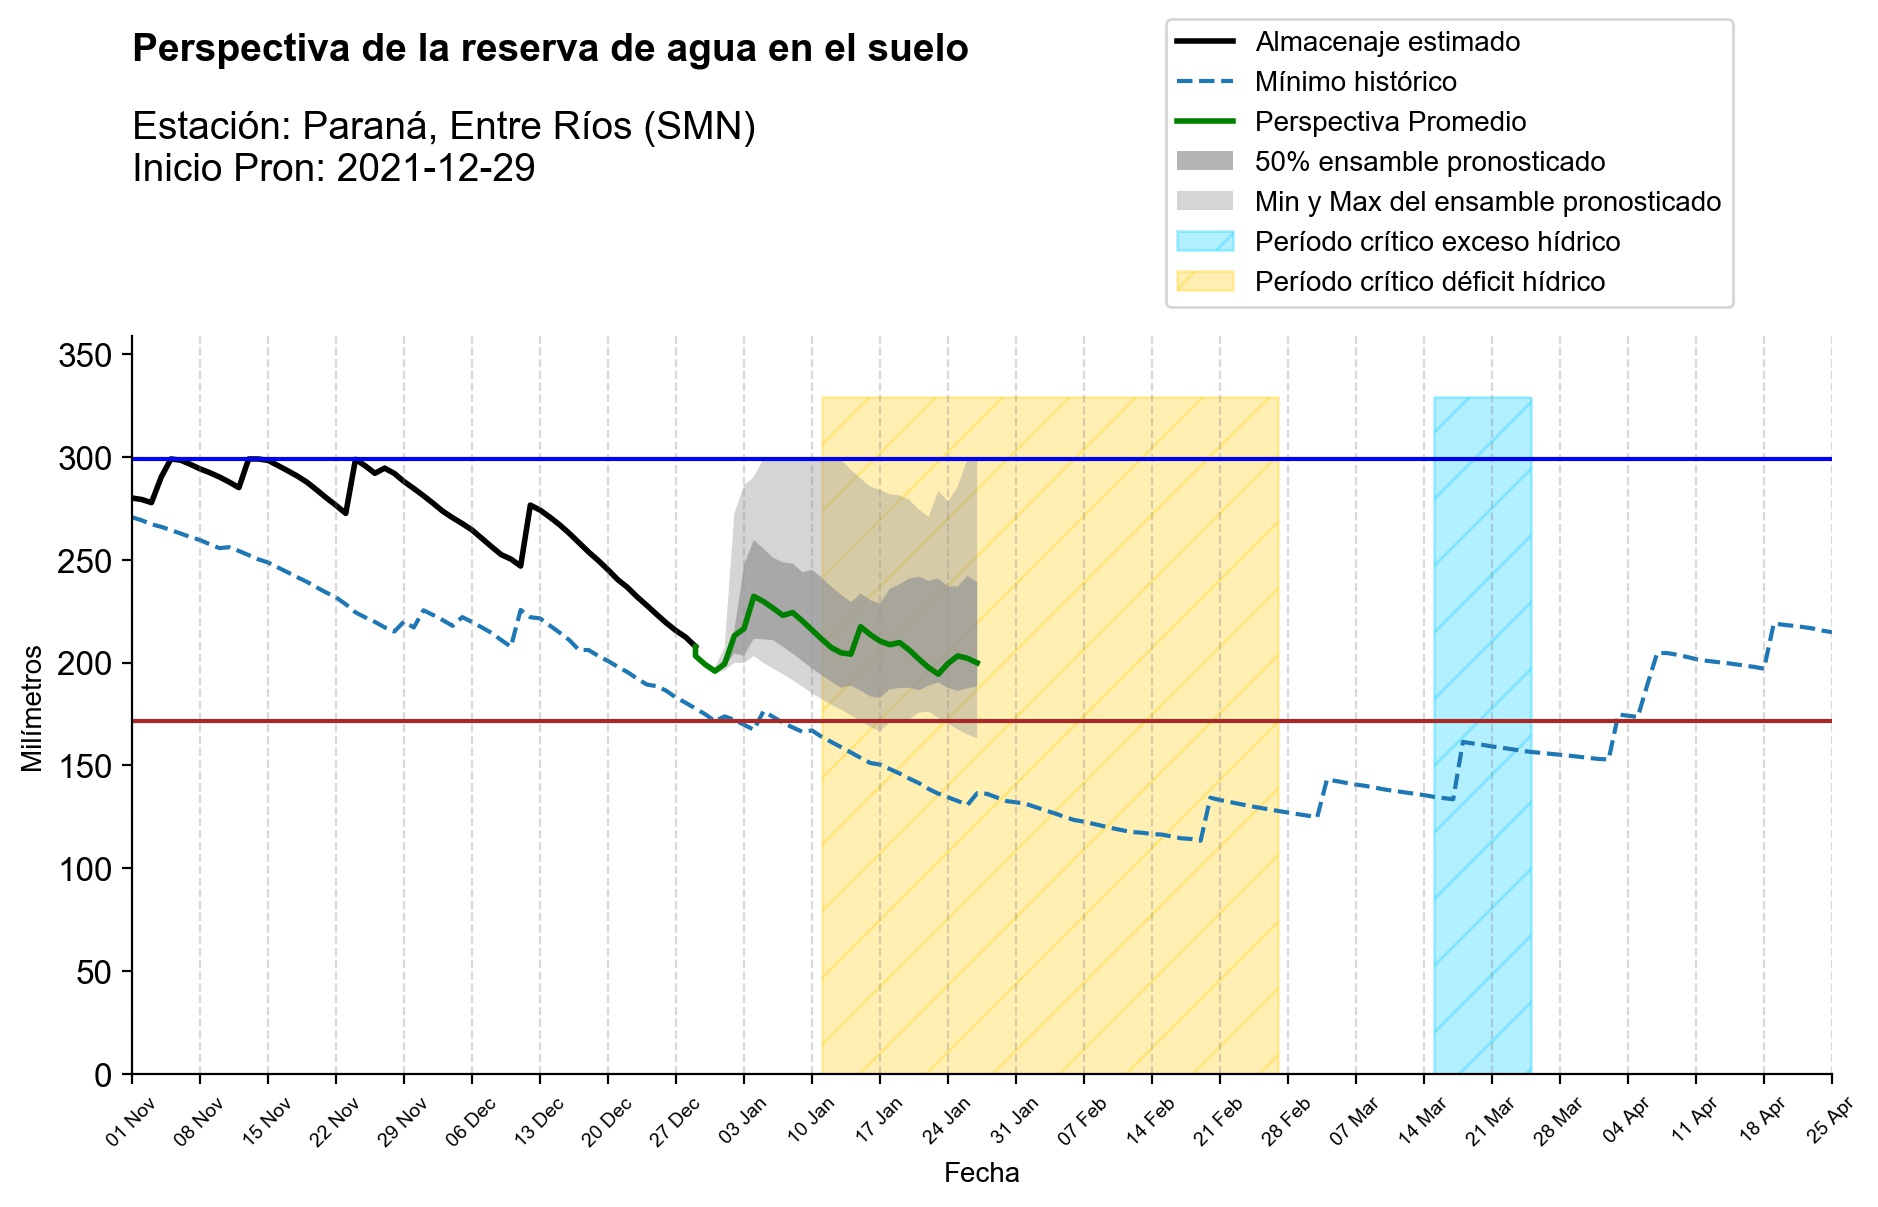 Perspectiva de la reserva de agua en el suelo
Estación: Paraná, Entre Ríos (SMN)
Inicio Pron: 2021-12-29
Almacenaje estimado
Mínimo histórico
Perspectiva Promedio
50% ensamble pronosticado
Min y Max del ensamble pronosticado
Período crítico exceso hídrico
Período crítico déficit hídrico
350
300
250
200
150
100
50
0
Milímetros
01 Nov
08 Nov
15 Nov
22 Nov
29 Nov
06 Dec
13 Dec
20 Dec
27 Dec
03 Jan
10 Jan
17 Jan
24 Jan
31 Jan
07 Feb
14 Feb
21 Feb
28 Feb
07 Mar
14 Mar
21 Mar
28 Mar
04 Apr
11 Apr
18 Apr
25 Apr
Fecha